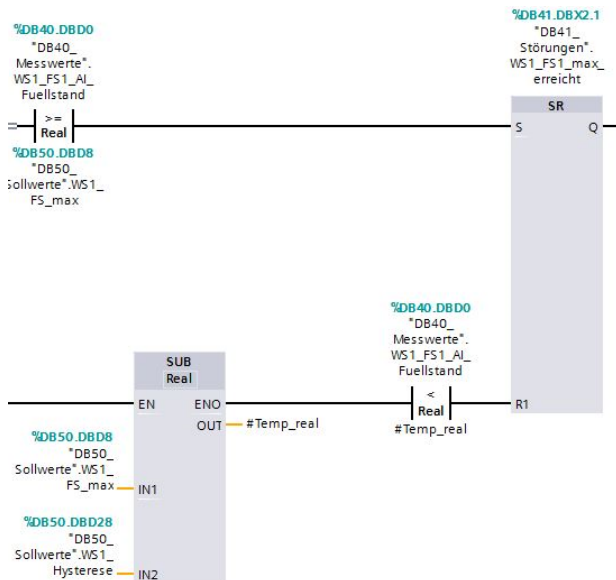 %DB40.DBD0
"DB40_
Messwerte".
WS1_FS1_AI_
Fuellstand
>=
Real
%DB50.DBD8
"DB50_
Sollwerte".WS1_
FS_max
%DB41.DBX2.1
"DB41_
Störungen".
WS1_FS1_max_
erreicht
SR
S Q
R1
%DB40.DBD0
"DB40_
Messwerte".
WS1_FS1_AI_
Fuellstand
<
Real
#Temp_real
SUB
Real
EN ENO
OUT #Temp_real
%DB50.DBD8
"DB50_
Sollwerte".WS1_
FS_max IN1
%DB50.DBD28
"DB50_
Sollwerte".WS1_
Hysterese IN2